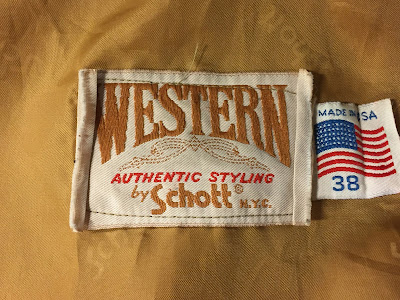 WESTERN
AUTHENTIC STYLING
by Schott® N.Y.C.
MADE IN USA
38